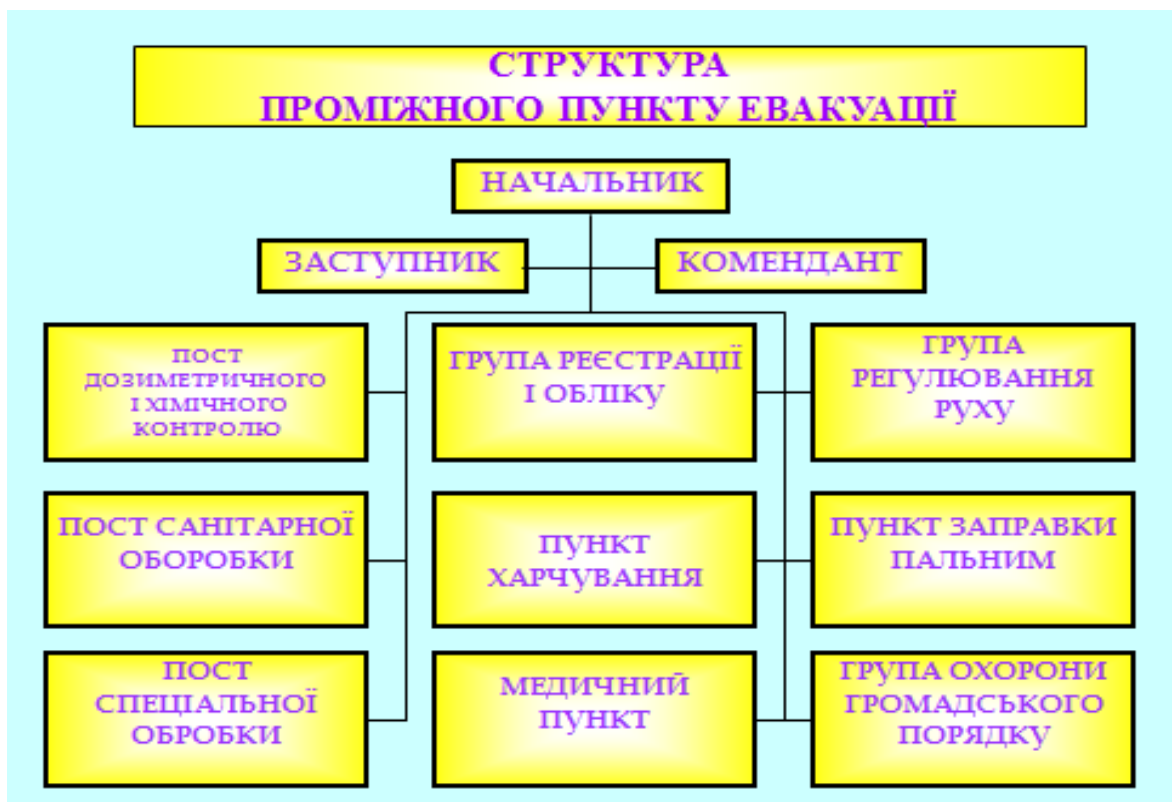 СТРУКТУРА
ПРОМІЖНОГО ПУНКТУ ЕВАКУАЦІЇ
НАЧАЛЬНИК
ЗАСТУПНИК
КОМЕНДАНТ
ПОСТ
ДОЗИМЕТРИЧНОГО
І ХІМІЧНОГО
КОНТРОЛЮ
ГРУПА РЕЄСТРАЦІЇ
І ОБЛІКУ
ГРУПА
РЕГУЛЮВАННЯ
РУХУ
ПОСТ САНІТАРНОЇ
ОБОРОБКИ
ПУНКТ
ХАРЧУВАННЯ
ПУНКТ ЗАПРАВКИ
ПАЛЬНИМ
ПОСТ
СПЕЦІАЛЬНОЇ
ОБРОБКИ
МЕДИЧНИЙ
ПУНКТ
ГРУПА ОХОРОНИ
ГРОМАДСЬКОГО
ПОРЯДКУ